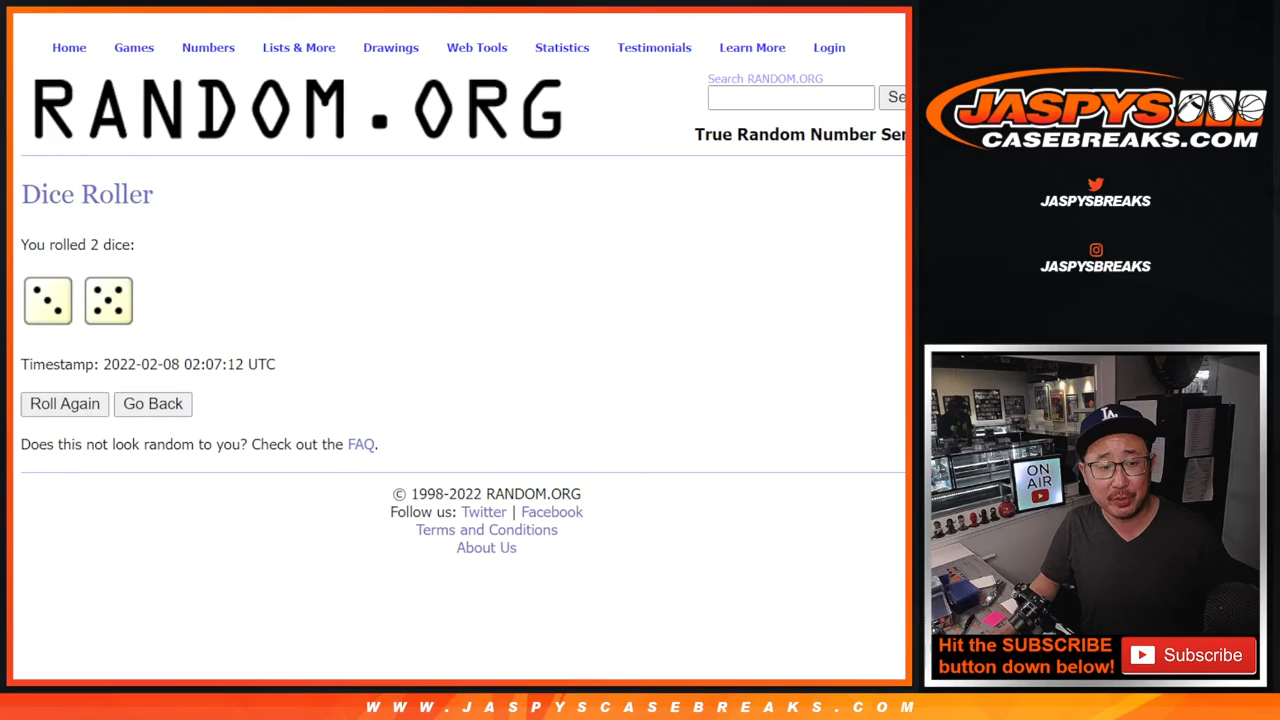 Home Games Numbers Lists & More Drawings Web Tools Statistics Testimonials Learn More Login
RANDOM.ORG
Search RANDOM.ORG
Se
True Random Number Ser
Dice Roller
You rolled 2 dice:
Timestamp: 2022-02-08 02:07:12 UTC
Roll Again Go Back
Does this not look random to you? Check out the FAQ.
© 1998-2022 RANDOM.ORG
Follow us: Twitter | Facebook
Terms and Conditions
About Us
JASPYS
CASEBREAKS.COM
JASPYSBREAKS
JASPYSBREAKS
LA
ON
AIR
Hit the SUBSCRIBE
button down below!
Subscribe
WWW.JASPYSCASEBREAKS.COM